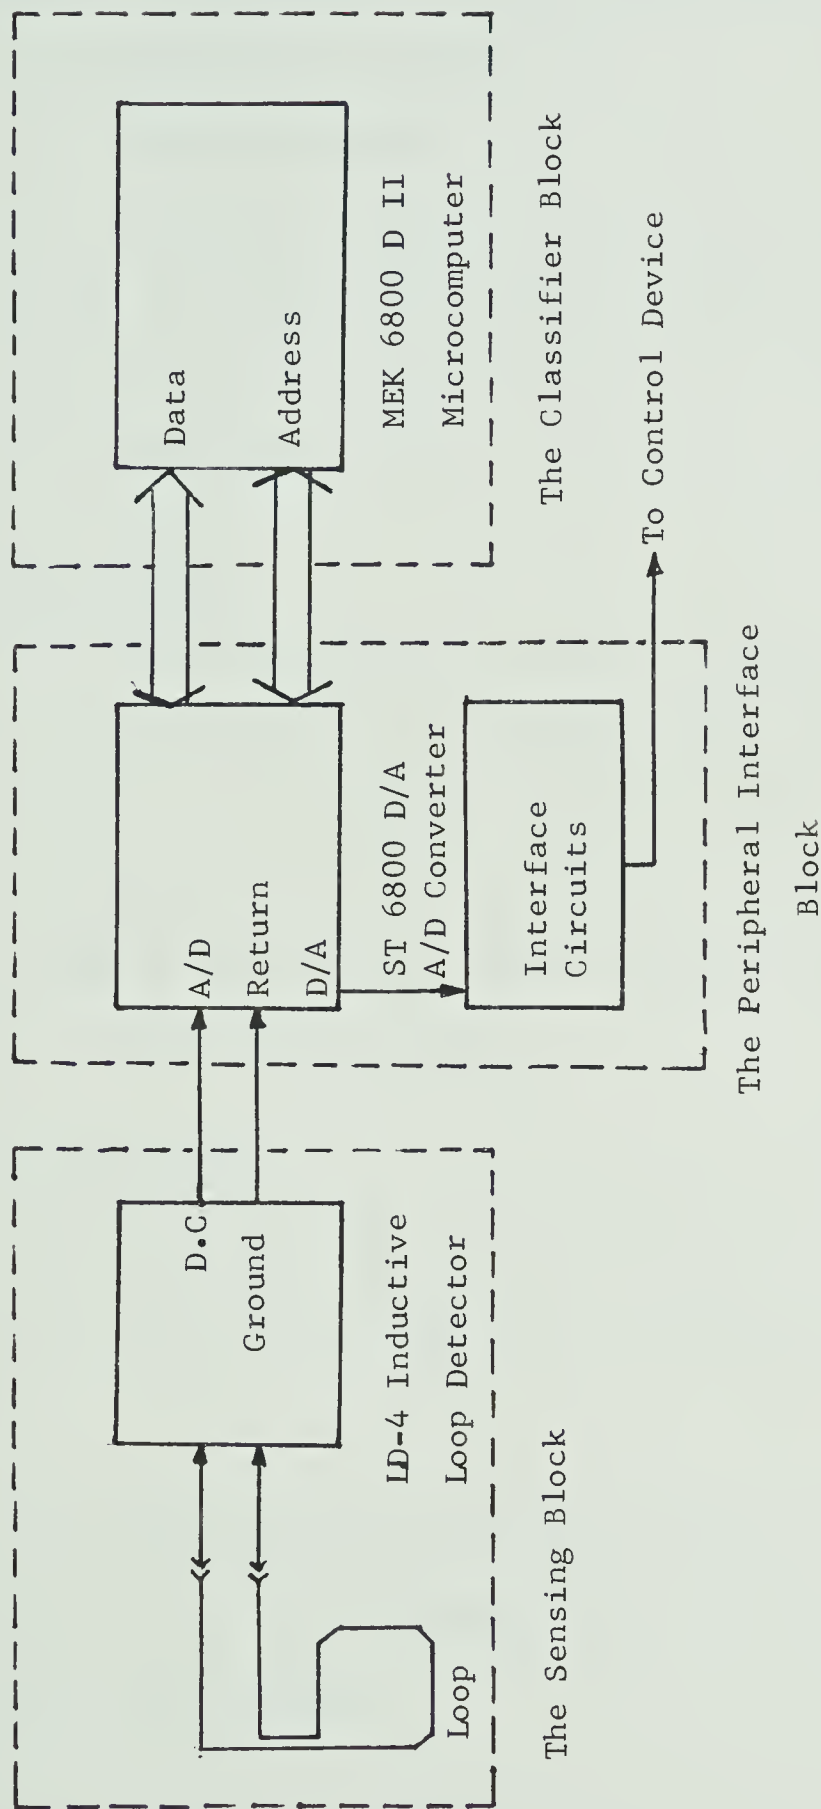 Loop
D.C
Ground
LD-4 Inductive
Loop Detector
The Sensing Block
A/D
Return
D/A
ST 6800 D/A
A/D Converter
Interface
Circuits
The Peripheral Interface
Block
Data
Address
MEK 6800 D II
Microcomputer
The Classifier Block
To Control Device